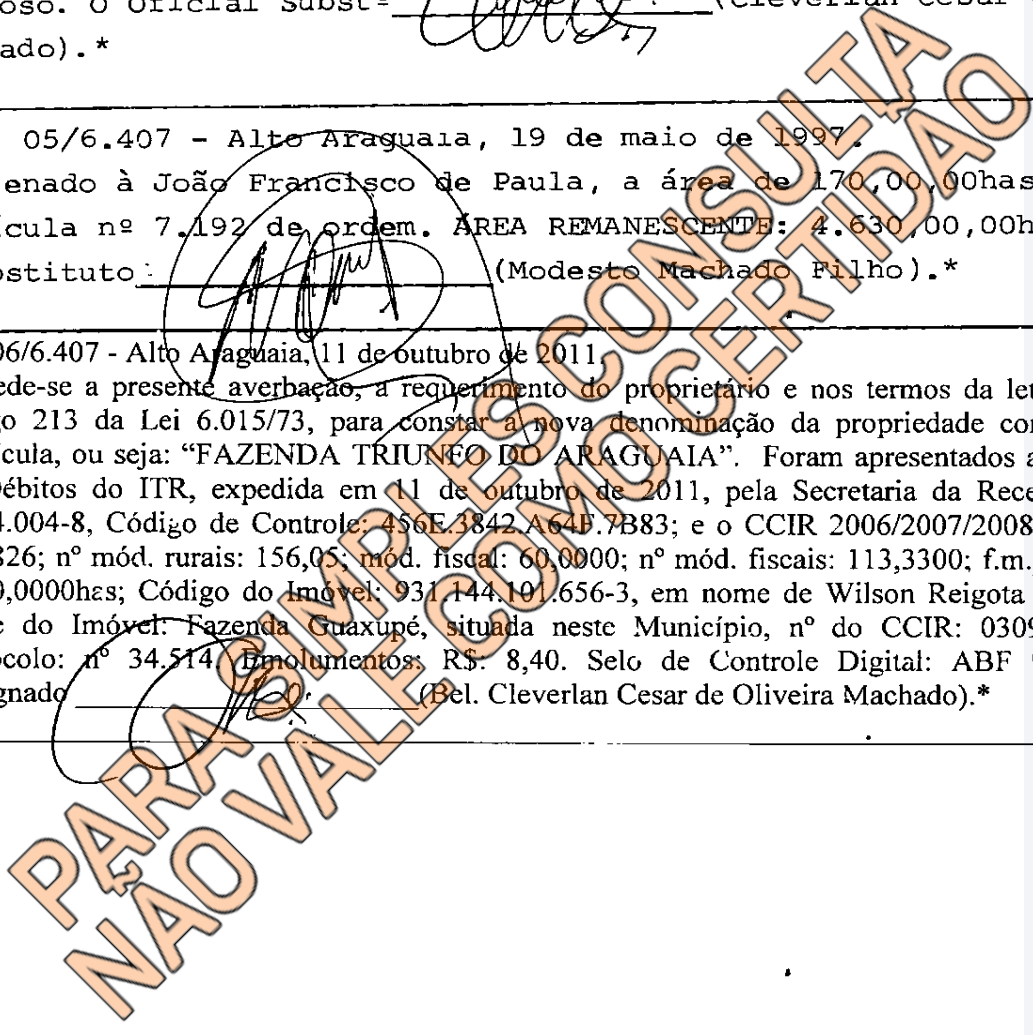 oso. O Oficial Subst= (Cleverlan Cesar
ado).*
05/6.407 - Alto Araguaia, 19 de maio de 1997.
enado à João Francisco de Paula, a área de 170,00,00has
ícula nº 7.192 de ordem. ÁREA REMANESCENTE: 4.630,00,00h
ostituto: (Modesto Machado Filho).*
06/6.407 - Alto Araguaia, 11 de outubro de 2011.
ede-se a presente averbação, a requerimento do proprietário e nos termos da let
go 213 da Lei 6.015/73, para constar a nova denominação da propriedade con
ícula, ou seja: “FAZENDA TRIUNFO DO ARAGUAIA”. Foram apresentados a
Débitos do ITR, expedida em 11 de outubro de 2011, pela Secretaria da Rece
4.004-8, Código de Controle: 456E.3842.A64F.7B83; e o CCIR 2006/2007/2008
826; nº mód. rurais: 156,05; mód. fiscal: 60,0000; nº mód. fiscais: 113,3300; f.m.
0,0000has; Código do Imóvel: 931.144.101.656-3, em nome de Wilson Reigota
e do Imóvel: Fazenda Guaxupé, situada neste Município, nº do CCIR: 0309
ocolo: nº 34.514. Emolumentos: R$: 8,40. Selo de Controle Digital: ABF
gnado (Bel. Cleverlan Cesar de Oliveira Machado).*
PARA SIMPLES CONSULTA
NÃO VALE COMO CERTIDÃO